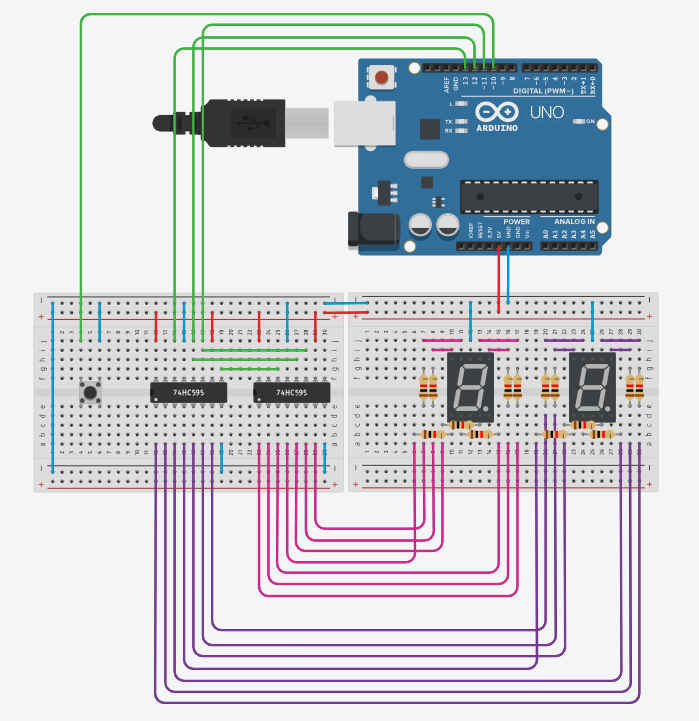 AREF
GND
13
12
~11
~10
~9
8
7
~6
~5
4
~3
2
TX→1
RX←0
DIGITAL (PWM~)
L
TX
RX
ARDUINO
UNO
ON
POWER
ANALOG IN
IOREF
RESET
3.3V
5V
GND
GND
Vin
A0
A1
A2
A3
A4
A5
74HC595
74HC595